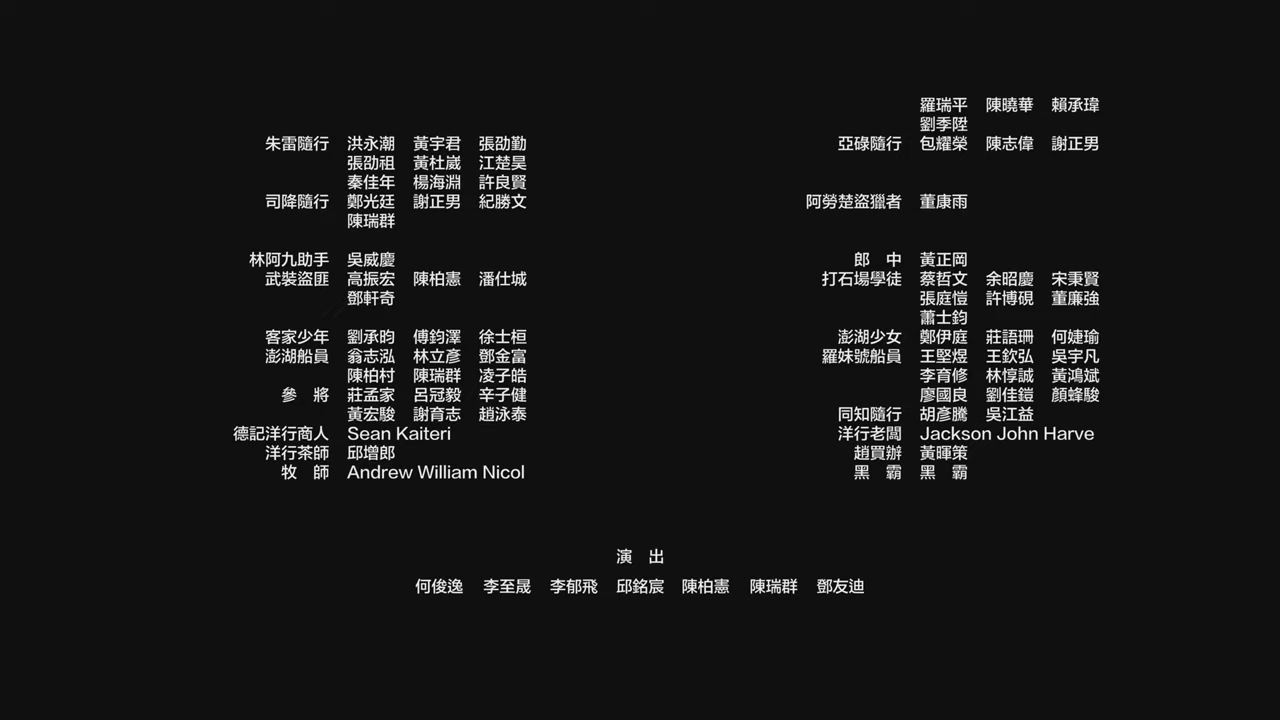 朱雷隨行 洪永潮 黃宇君 張劭勤
張劭祖 黃杜崴 江楚昊
秦佳年 楊海淵 許良賢
司降隨行 鄭光廷 謝正男 紀勝文
陳瑞群
林阿九助手 吳威慶
武裝盜匪 高振宏 陳柏憲 潘仕城
鄧軒奇
客家少年 劉承昀 傅鈞澤 徐士桓
澎湖船員 翁志泓 林立彥 鄧金富
陳柏村 陳瑞群 凌子皓
參 將 莊孟家 呂冠毅 辛子健
黃宏駿 謝育志 趙泳泰
德記洋行商人 Sean Kaiteri
洋行茶師 邱增郎
牧 師 Andrew William Nicol
羅瑞平 陳曉華 賴承瑋
劉季陞
亞碌隨行 包耀榮 陳志偉 謝正男
阿勞楚盜獵者 董康雨
郎 中 黃正岡
打石場學徒 蔡哲文 余昭慶 宋秉賢
張庭愷 許博硯 董廉強
蕭士鈞
澎湖少女 鄭伊庭 莊語珊 何婕瑜
羅妹號船員 王堅煜 王欽弘 吳宇凡
李育修 林惇誠 黃鴻斌
廖國良 劉佳鎧 顏蜂駿
同知隨行 胡彥騰 吳江益
洋行老闆 Jackson John Harve
趙買辦 黃暉策
黑 霸 黑 霸
演 出
何俊逸 李至晟 李郁飛 邱銘宸 陳柏憲 陳瑞群 鄧友迪